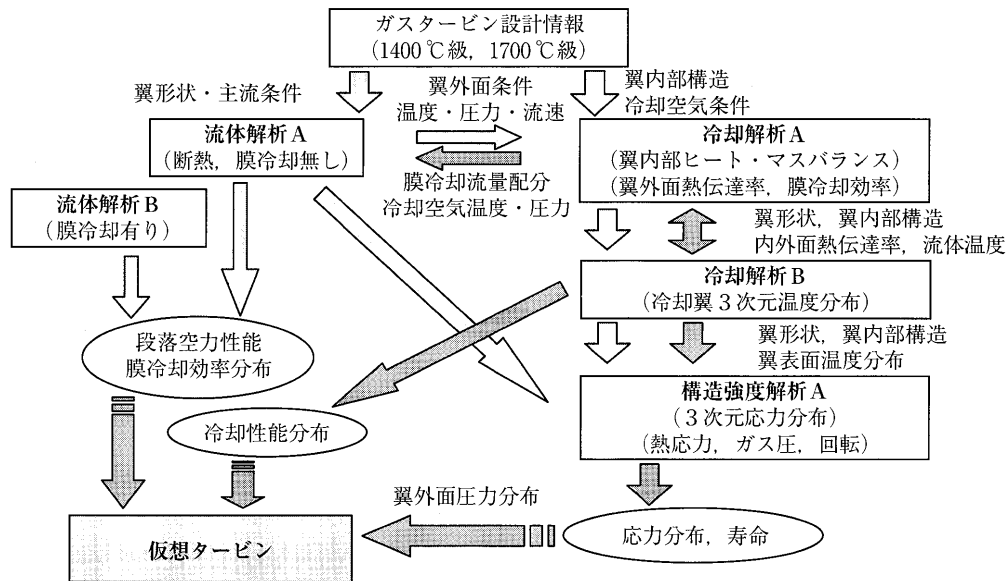 ガスタービン設計情報
(1400℃級,1700℃級)
翼形状・主流条件
翼外面条件
温度・圧力・流速
翼内部構造
冷却空気条件
流体解析A
(断熱,膜冷却無し)
冷却解析A
(翼内部ヒート・マスバランス)
(翼外面熱伝達率,膜冷却効率)
膜冷却流量配分
冷却空気温度・圧力
流体解析B
(膜冷却有り)
翼形状,翼内部構造
内外面熱伝達率,流体温度
冷却解析B
(冷却翼3次元温度分布)
段落空力性能
膜冷却効率分布
翼形状,翼内部構造
翼表面温度分布
構造強度解析A
(3次元応力分布)
(熱応力,ガス圧,回転)
冷却性能分布
翼外面圧力分布
応力分布,寿命
仮想タービン